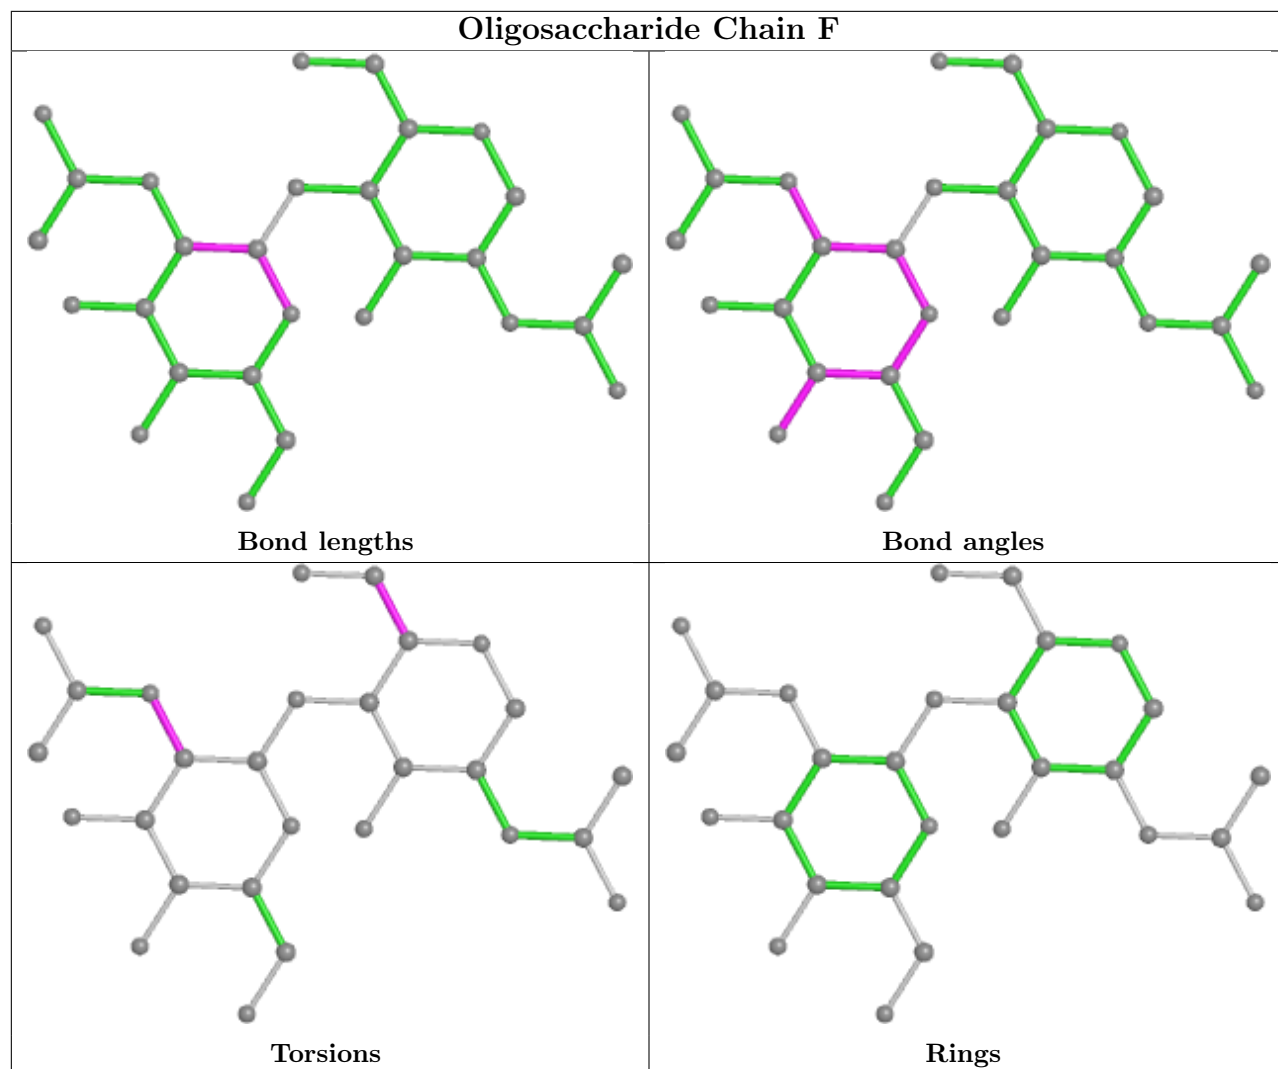 Oligosaccharide Chain F
Bond lengths
Bond angles
Torsions
Rings